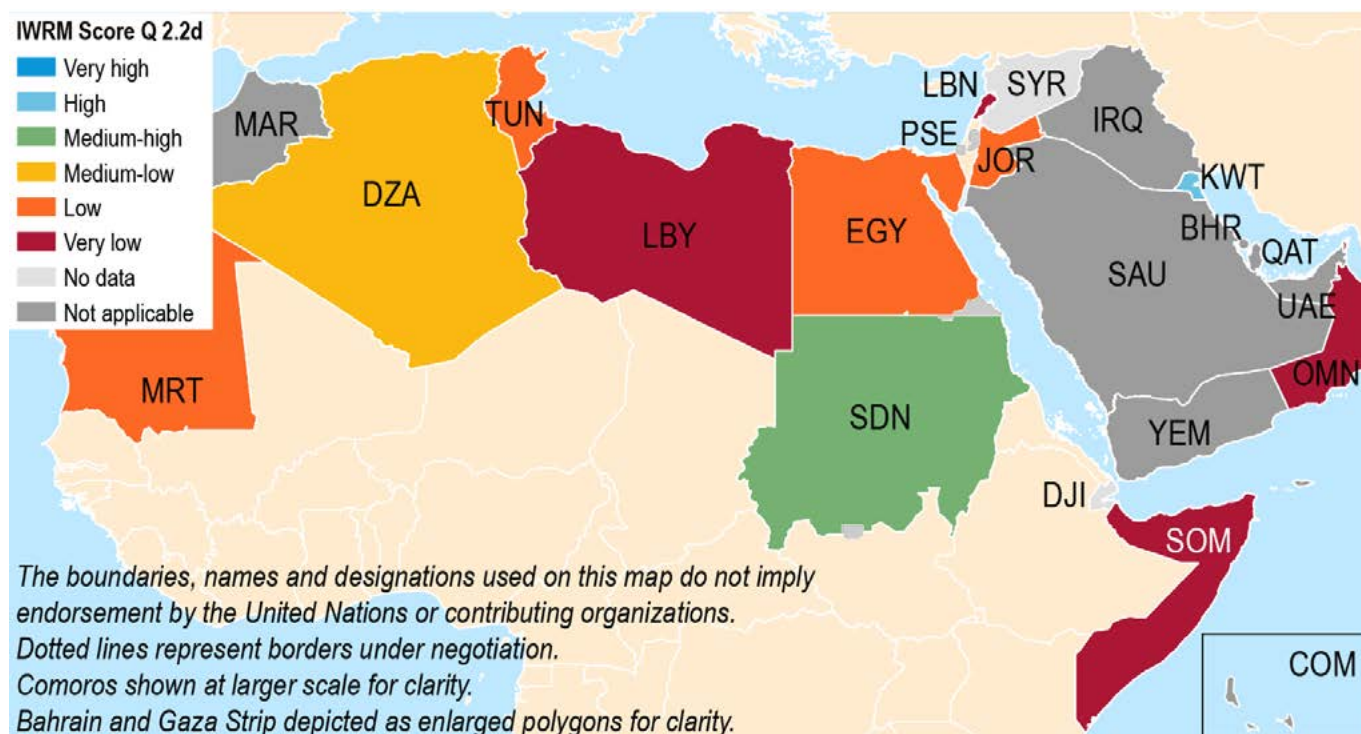 IWRM Score Q 2.2d
Very high
High
Medium-high
Medium-low
Low
Very low
No data
Not applicable
MAR
DZA
TUN
LBY
EGY
LBN
SYR
PSE
JOR
IRQ
KWT
BHR
QAT
SAU
UAE
OMN
YEM
MRT
SDN
DJI
SOM
COM
The boundaries, names and designations used on this map do not imply
endorsement by the United Nations or contributing organizations.
Dotted lines represent borders under negotiation.
Comoros shown at larger scale for clarity.
Bahrain and Gaza Strip depicted as enlarged polygons for clarity.